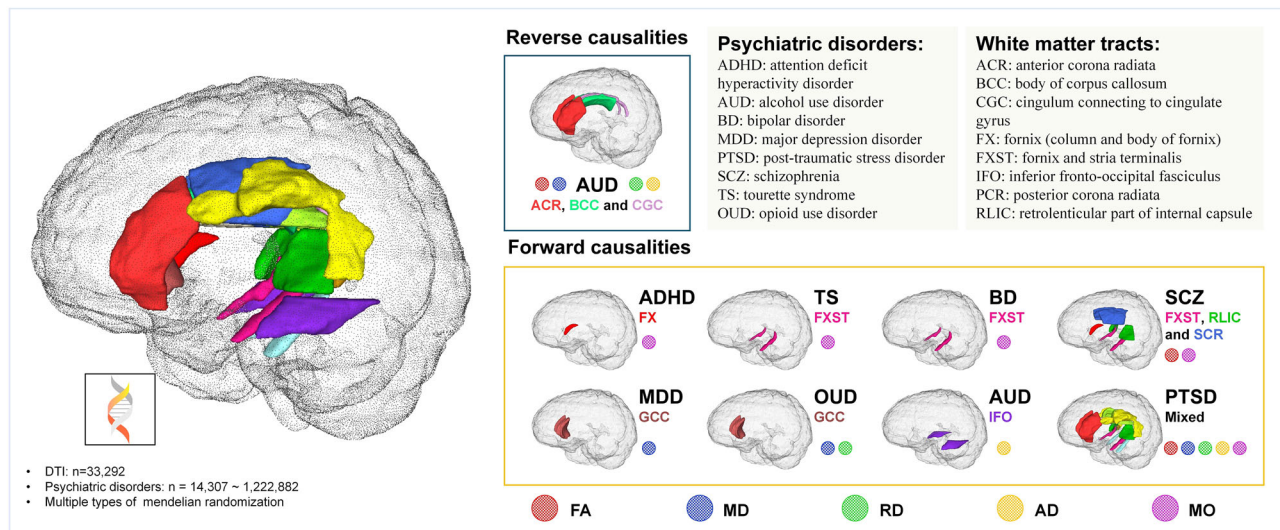 Reverse causalities
AUD
ACR, BCC and CGC
Psychiatric disorders:
ADHD: attention deficit
hyperactivity disorder
AUD: alcohol use disorder
BD: bipolar disorder
MDD: major depression disorder
PTSD: post-traumatic stress disorder
SCZ: schizophrenia
TS: tourette syndrome
OUD: opioid use disorder
White matter tracts:
ACR: anterior corona radiata
BCC: body of corpus callosum
CGC: cingulum connecting to cingulate
gyrus
FX: fornix (column and body of fornix)
FXST: fornix and stria terminalis
IFO: inferior fronto-occipital fasciculus
PCR: posterior corona radiata
RLIC: retrolenticular part of internal capsule
Forward causalities
ADHD
FX
TS
FXST
BD
FXST
SCZ
FXST, RLIC
and SCR
MDD
GCC
OUD
GCC
AUD
IFO
PTSD
Mixed
• DTI: n=33,292
• Psychiatric disorders: n = 14,307 ~ 1,222,882
• Multiple types of mendelian randomization
FA
MD
RD
AD
MO